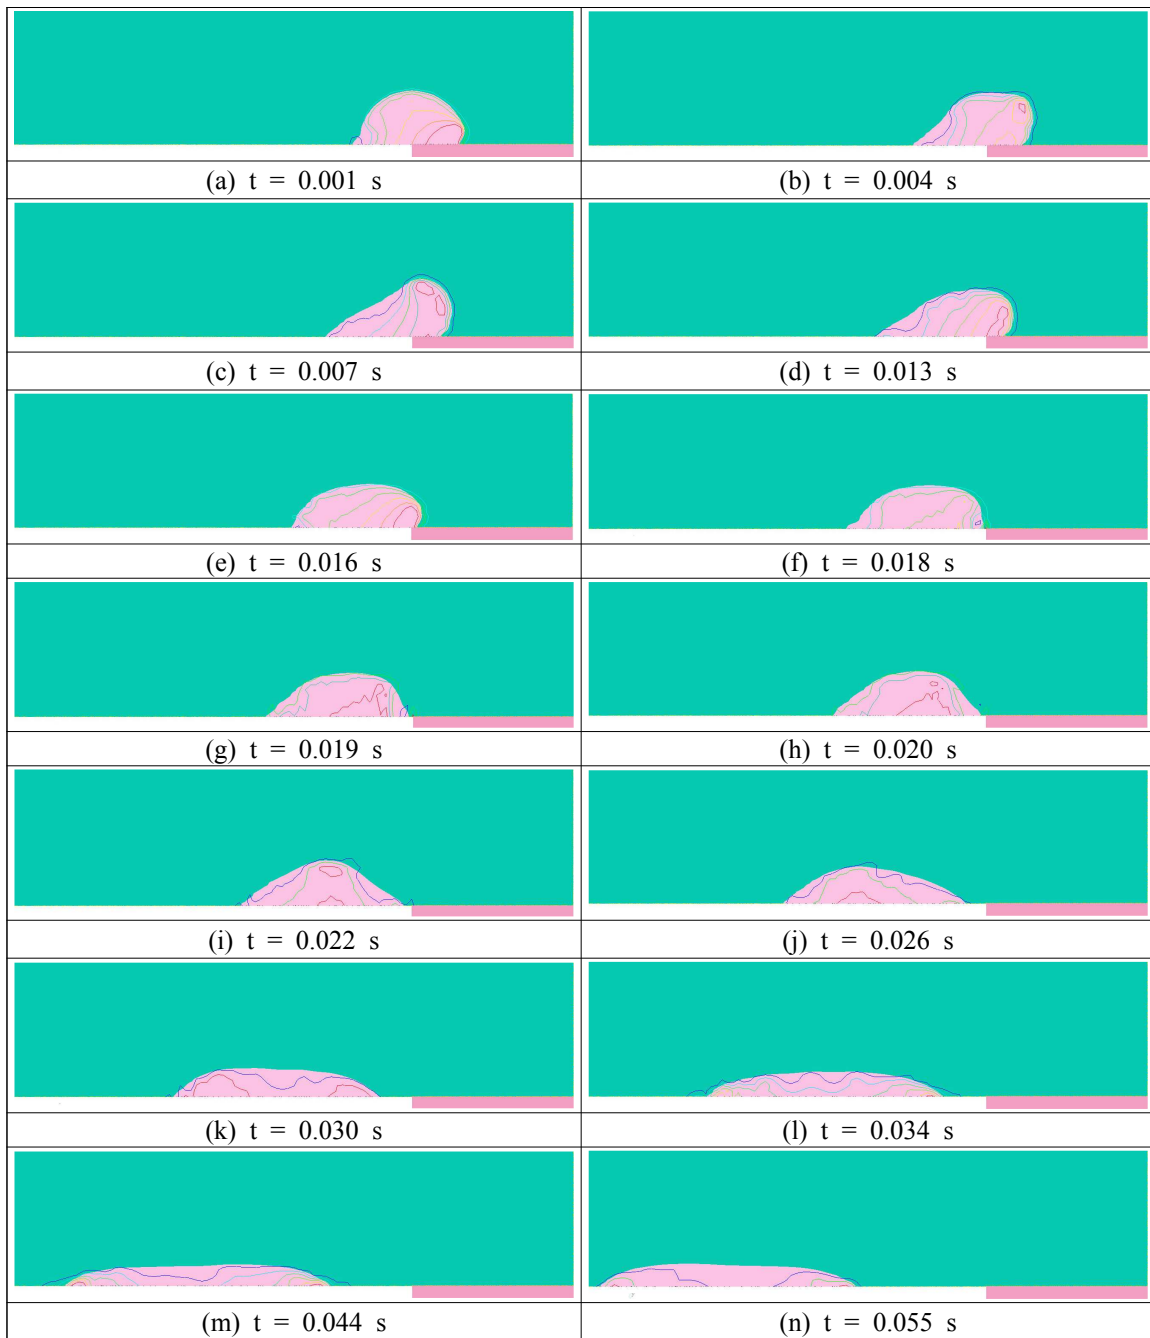 (a) t = 0.001 s
(b) t = 0.004 s
(c) t = 0.007 s
(d) t = 0.013 s
(e) t = 0.016 s
(f) t = 0.018 s
(g) t = 0.019 s
(h) t = 0.020 s
(i) t = 0.022 s
(j) t = 0.026 s
(k) t = 0.030 s
(l) t = 0.034 s
(m) t = 0.044 s
(n) t = 0.055 s